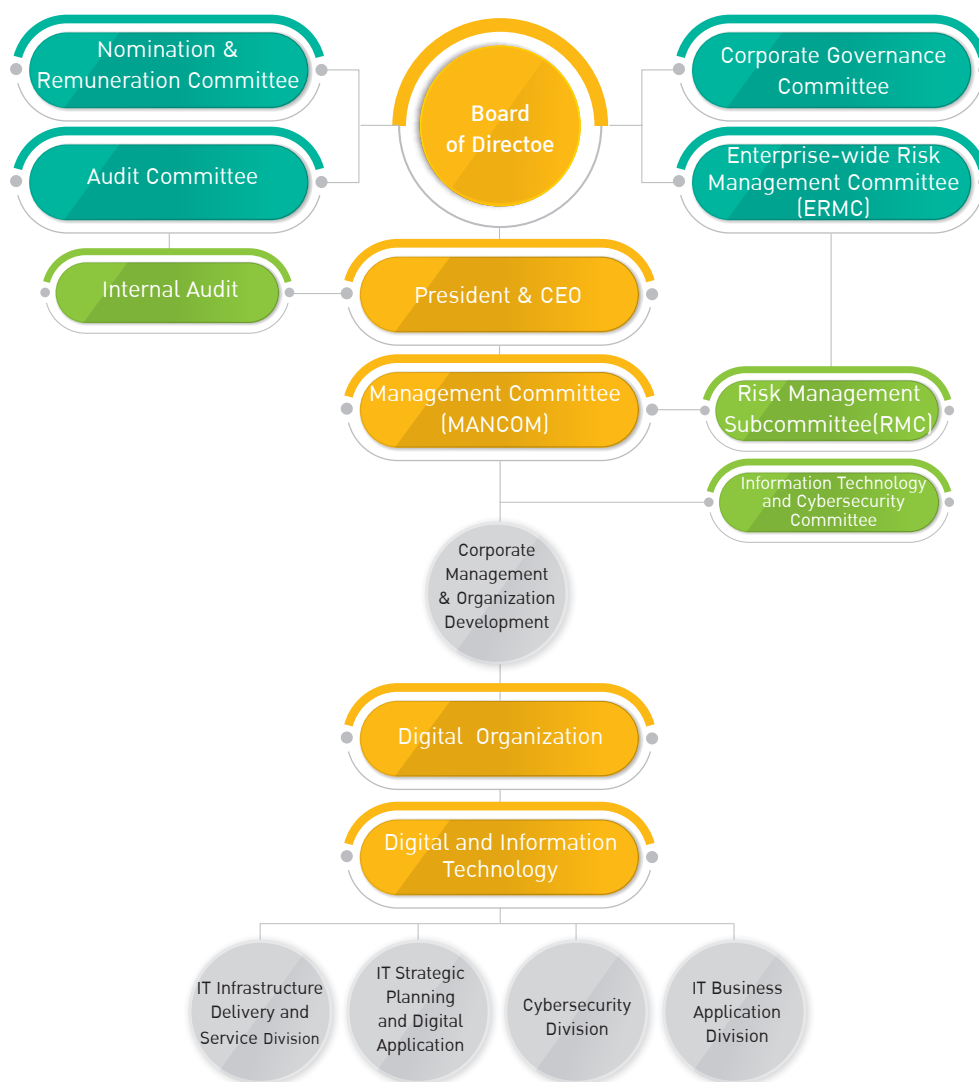 Nomination &
Remuneration Committee
Board
of Directoe
Corporate Governance
Committee
Audit Committee
Enterprise-wide Risk
Management Committee
(ERMC)
Internal Audit
President & CEO
Management Committee
(MANCOM)
Risk Management
Subcommittee(RMC)
Information Technology
and Cybersecurity
Committee
Corporate
Management
& Organization
Development
Digital Organization
Digital and Information
Technology
IT Infrastructure
Delivery and
Service Division
IT Strategic
Planning
and Digital
Application
Cybersecurity
Division
IT Business
Application
Division